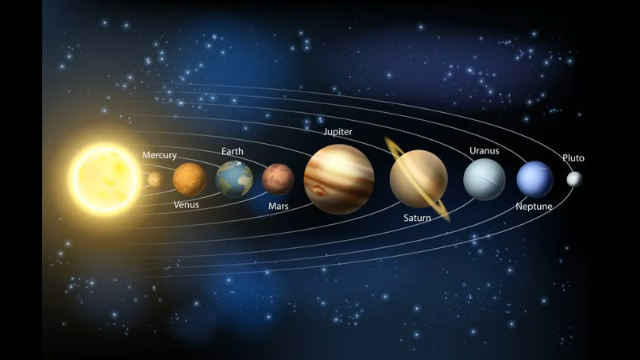 Mercury
Venus
Earth
Mars
Jupiter
Saturn
Uranus
Neptune
Pluto